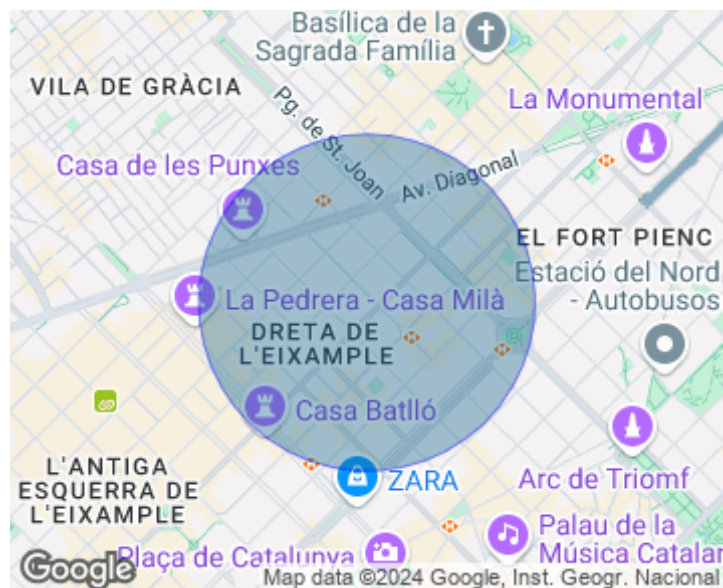 Basílica de la
Sagrada Família
VILA DE GRÀCIA
Pg. de St. Joan
La Monumental
Casa de les Punxes
Av. Diagonal
EL FORT PIENC
Estació del Nord
- Autobusos
La Pedrera - Casa Milà
DRETA DE
L'EIXAMPLE
Casa Batlló
L'ANTIGA
ESQUERRA DE
L'EIXAMPLE
ZARA
Arc de Triomf
Plaça de Catalunya
Palau de la
Música Catalan
Google
Map data ©2024 Google, Inst. Geogr. Nacional